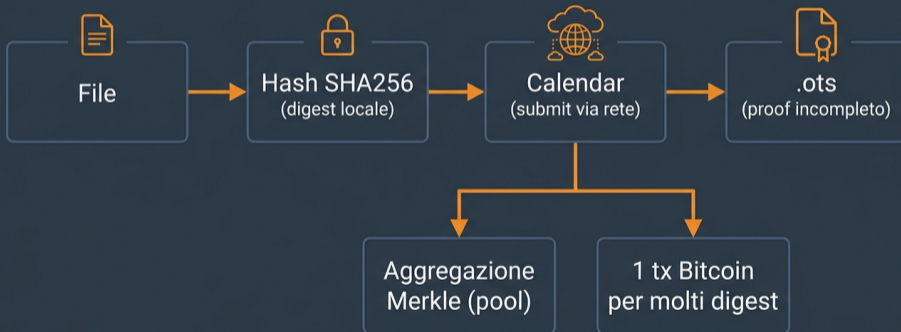 File
Hash SHA256
(digest locale)
Calendar
(submit via rete)
.ots
(proof incompleto)
Aggregazione
Merkle (pool)
1 tx Bitcoin
per molti digest